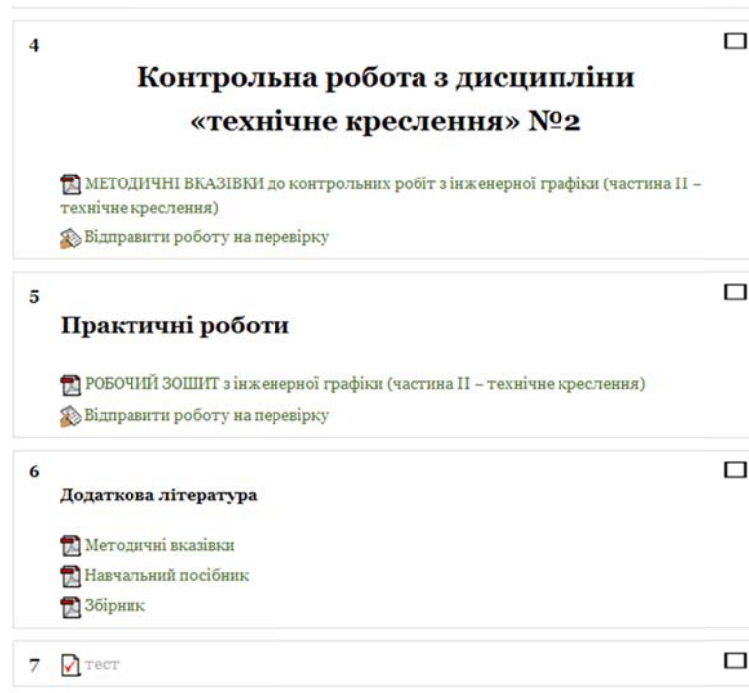 4
Контрольна робота з дисципліни
«технічне креслення» №2
МЕТОДИЧНІ ВКАЗІВКИ до контрольних робіт з інженерної графіки (частина ІІ –
технічне креслення)
Відправити роботу на перевірку
5
Практичні роботи
РОБОЧИЙ ЗОШИТ з інженерної графіки (частина ІІ – технічне креслення)
Відправити роботу на перевірку
6
Додаткова література
Методичні вказівки
Навчальний посібник
Збірник
7 тест